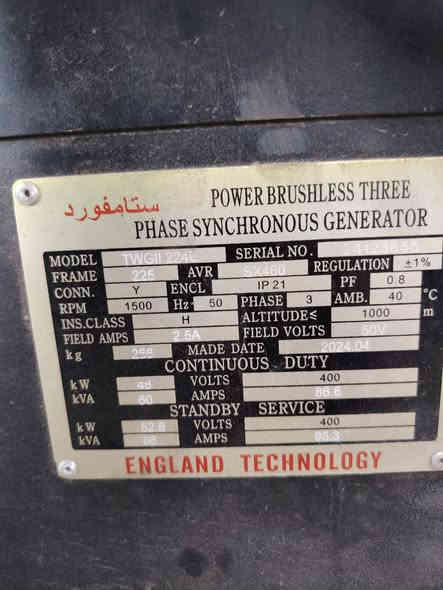 ستامفورد POWER BRUSHLESS THREE
PHASE SYNCHRONOUS GENERATOR
MODEL TWGII 224E SERIAL NO.
FRAME 225 AVR SX460 REGULATION ±1%
CONN. Y ENCL IP 21 PF 0.8
RPM 1500 Hz 50 PHASE 3 AMB. 40 °C
INS.CLASS H ALTITUDE≤ 1000 m
FIELD AMPS 2.5A FIELD VOLTS 50V
kg MADE DATE 2024.04
CONTINUOUS DUTY
kW 48 VOLTS 400
kVA 60 AMPS 86.6
STANDBY SERVICE
kW 52.8 VOLTS 400
kVA 66 AMPS 95.3
ENGLAND TECHNOLOGY